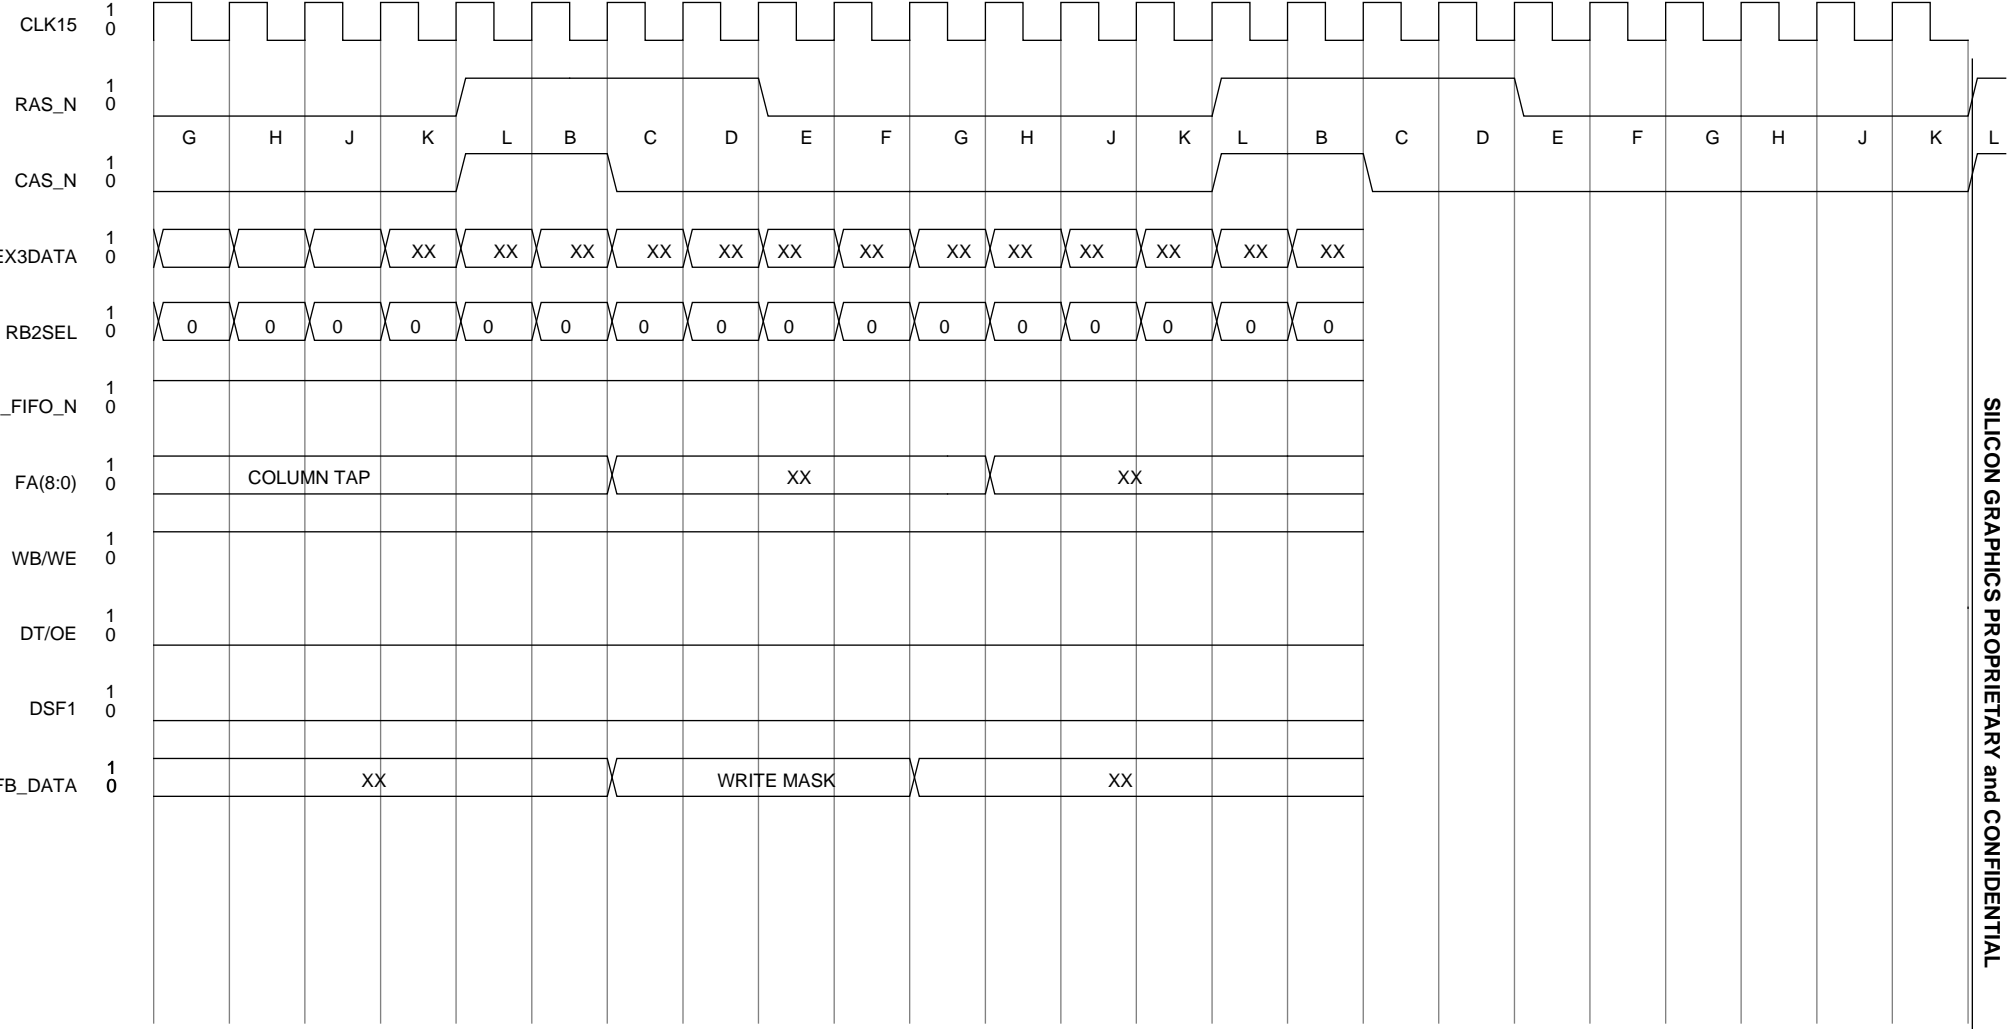 CLK15 1 0
RAS_N 1 0
G H J K L B C D E F G H J K L B C D E F G H J K L
CAS_N 1 0
EX3DATA 1 0 XX XX XX XX XX XX XX XX XX XX XX XX XX
RB2SEL 1 0 0 0 0 0 0 0 0 0 0 0 0 0 0 0 0 0
_FIFO_N 1 0
FA(8:0) 1 0 COLUMN TAP XX XX
WB/WE 1 0
DT/OE 1 0
DSF1 1 0
FB_DATA 1 0 XX WRITE MASK XX
SILICON GRAPHICS PROPRIETARY and CONFIDENTIAL